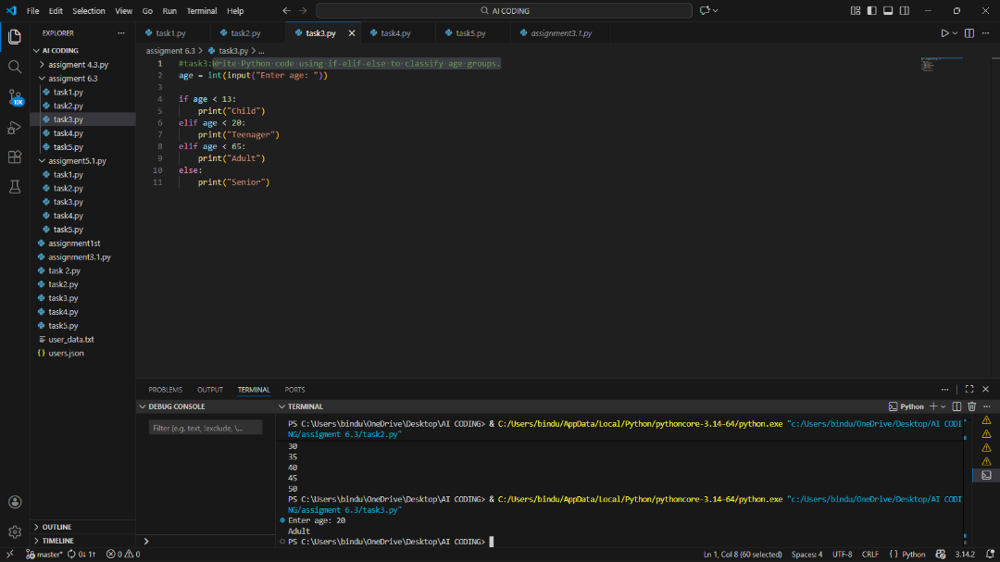 File Edit Selection View Go Run Terminal Help
AI CODING
EXPLORER
AI CODING
assigment 4.3.py
assigment 6.3
task1.py
task2.py
task3.py
task4.py
task5.py
assigment5.1.py
task1.py
task2.py
task3.py
task4.py
task5.py
assignment1st
assignment3.1.py
task 2.py
task2.py
task3.py
task4.py
task5.py
user_data.txt
users.json
OUTLINE
TIMELINE
10K
task1.py task2.py task3.py task4.py task5.py assignment3.1.py
assigment 6.3 > task3.py > ...
1 #task3:Write Python code using if-elif-else to classify age groups.
2 age = int(input("Enter age: "))
3
4 if age < 13:
5 print("Child")
6 elif age < 20:
7 print("Teenager")
8 elif age < 65:
9 print("Adult")
10 else:
11 print("Senior")
PROBLEMS OUTPUT TERMINAL PORTS
DEBUG CONSOLE
Filter (e.g. text, !exclude, \...
TERMINAL
Python
PS C:\Users\bindu\OneDrive\Desktop\AI CODING> & C:/Users/bindu/AppData/Local/Python/pythoncore-3.14-64/python.exe "c:/Users/bindu/OneDrive/Desktop/AI CODI
NG/assigment 6.3/task2.py"
30
35
40
45
50
PS C:\Users\bindu\OneDrive\Desktop\AI CODING> & C:/Users/bindu/AppData/Local/Python/pythoncore-3.14-64/python.exe "c:/Users/bindu/OneDrive/Desktop/AI CODI
NG/assigment 6.3/task3.py"
Enter age: 20
Adult
PS C:\Users\bindu\OneDrive\Desktop\AI CODING>
master* 0↓ 1↑ 0 0 Ln 1, Col 8 (60 selected) Spaces: 4 UTF-8 CRLF {} Python 3.14.2